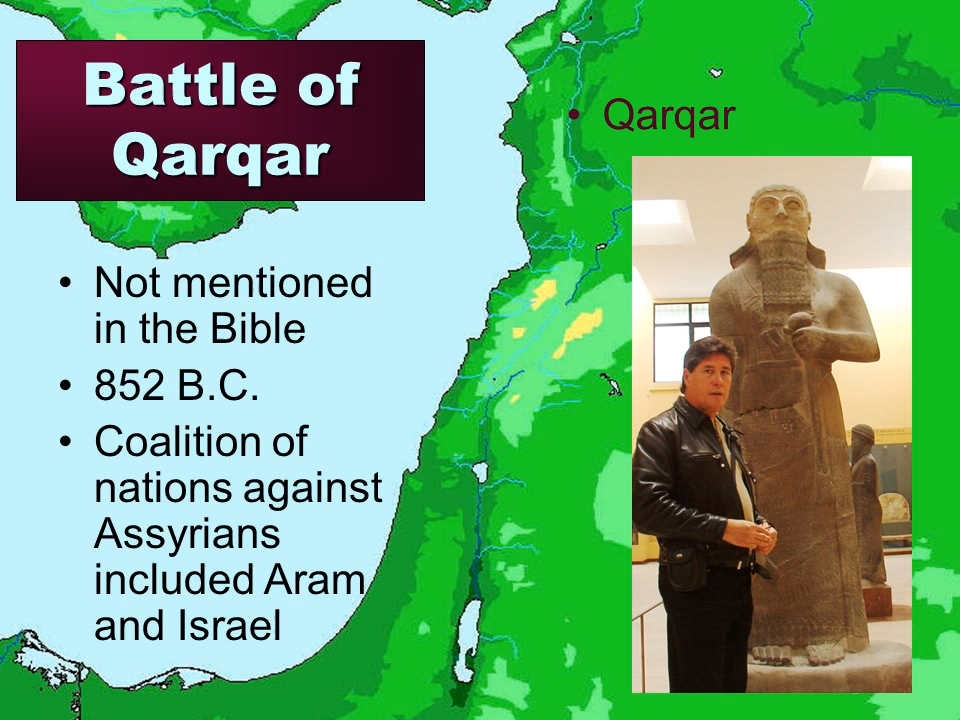 Battle of
Qarqar
• Qarqar
• Not mentioned
in the Bible
• 852 B.C.
• Coalition of
nations against
Assyrians
included Aram
and Israel